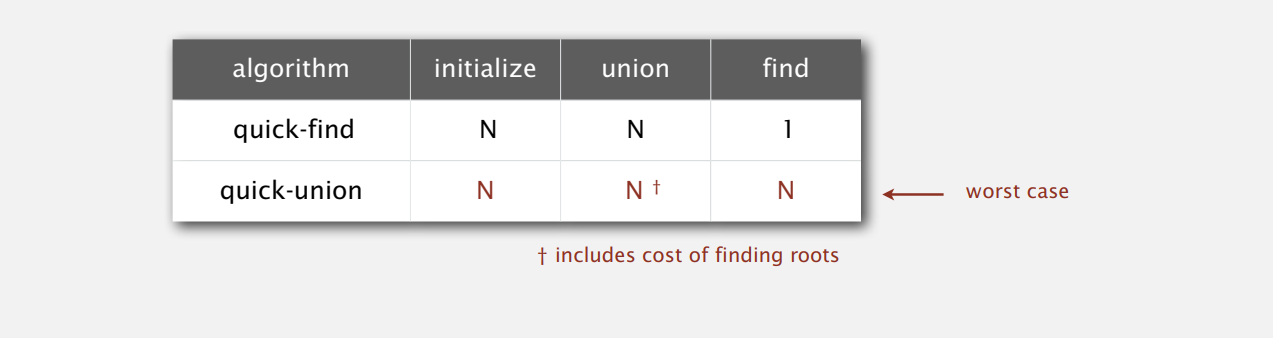 algorithm initialize union find
quick-find N N 1
quick-union N N † N
worst case
† includes cost of finding roots